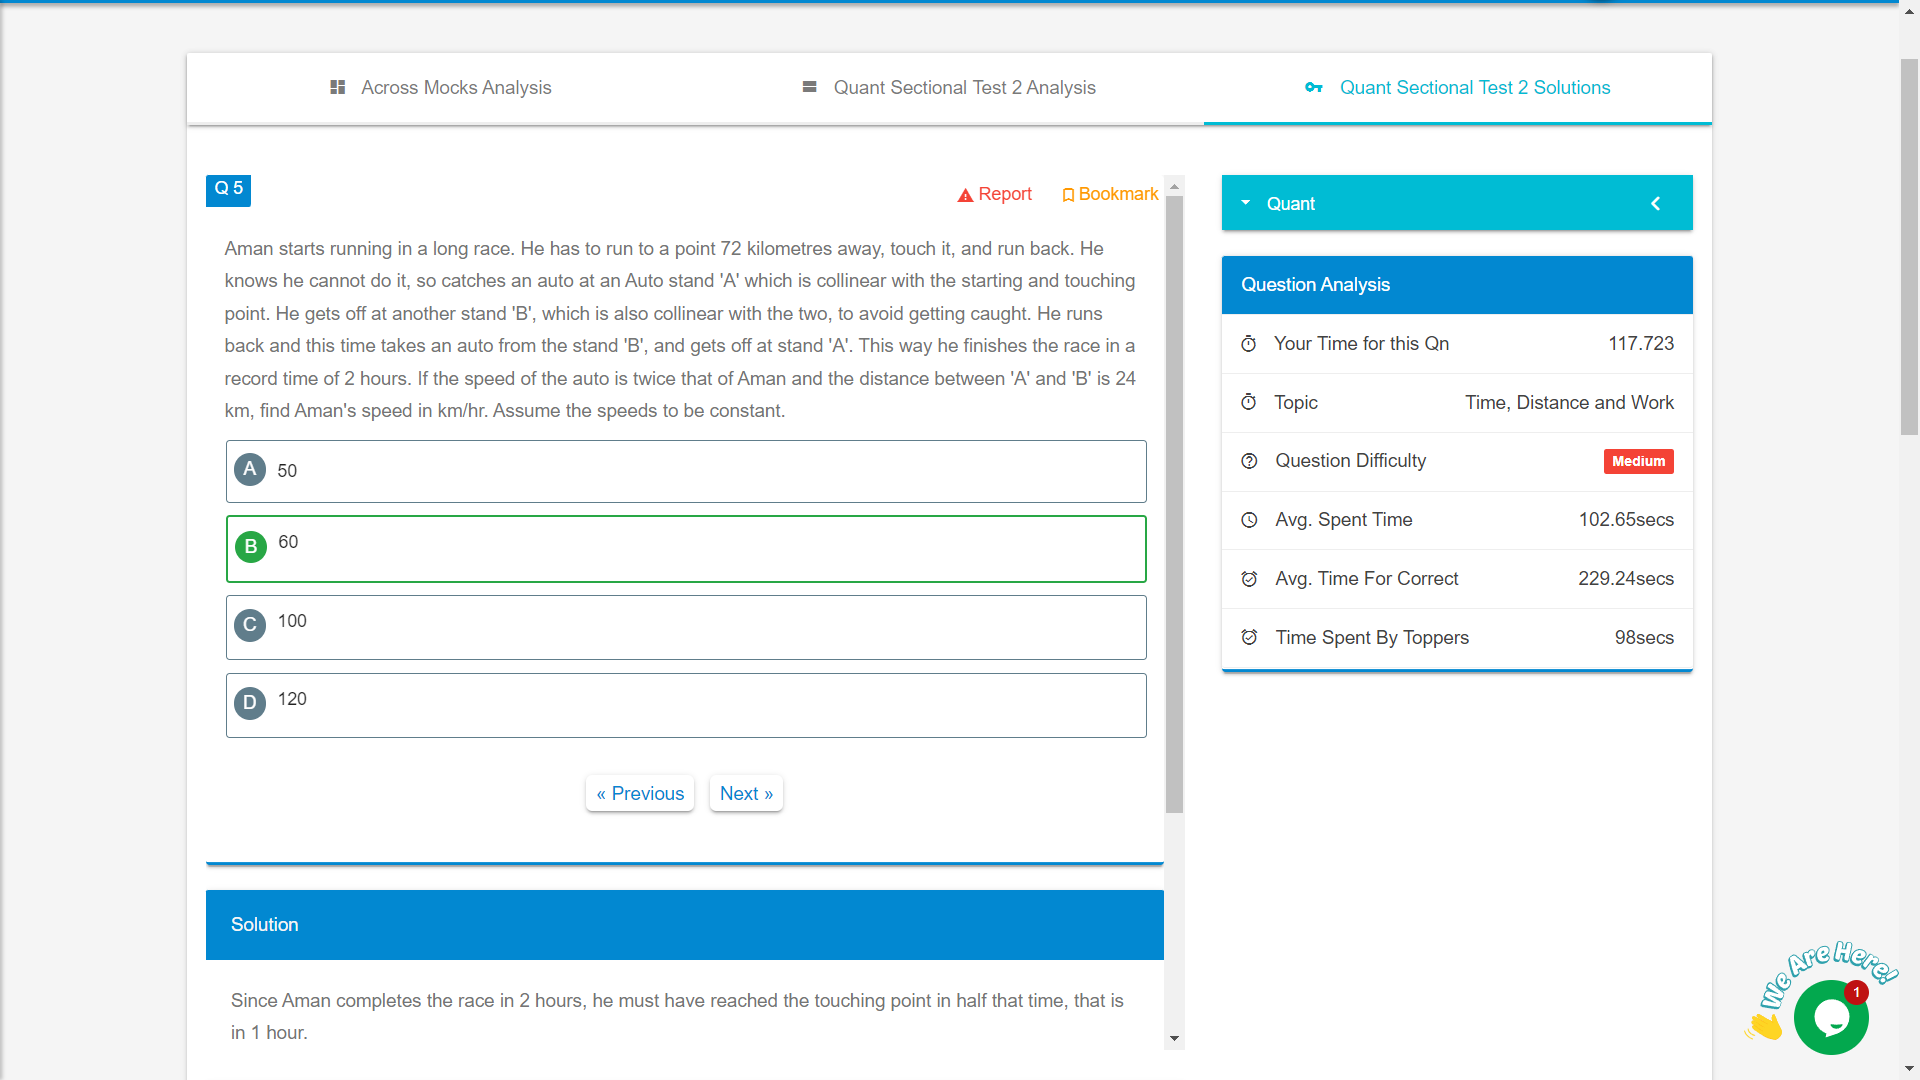 Across Mocks Analysis
Quant Sectional Test 2 Analysis
Quant Sectional Test 2 Solutions
Q 5
Report
Bookmark
Aman starts running in a long race. He has to run to a point 72 kilometres away, touch it, and run back. He
knows he cannot do it, so catches an auto at an Auto stand 'A' which is collinear with the starting and touching
point. He gets off at another stand 'B', which is also collinear with the two, to avoid getting caught. He runs
back and this time takes an auto from the stand 'B', and gets off at stand 'A'. This way he finishes the race in a
record time of 2 hours. If the speed of the auto is twice that of Aman and the distance between 'A' and 'B' is 24
km, find Aman's speed in km/hr. Assume the speeds to be constant.
A 50
B 60
C 100
D 120
« Previous
Next »
Solution
Since Aman completes the race in 2 hours, he must have reached the touching point in half that time, that is
in 1 hour.
Quant
Question Analysis
Your Time for this Qn 117.723
Topic Time, Distance and Work
Question Difficulty Medium
Avg. Spent Time 102.65secs
Avg. Time For Correct 229.24secs
Time Spent By Toppers 98secs
We Are Here!
1